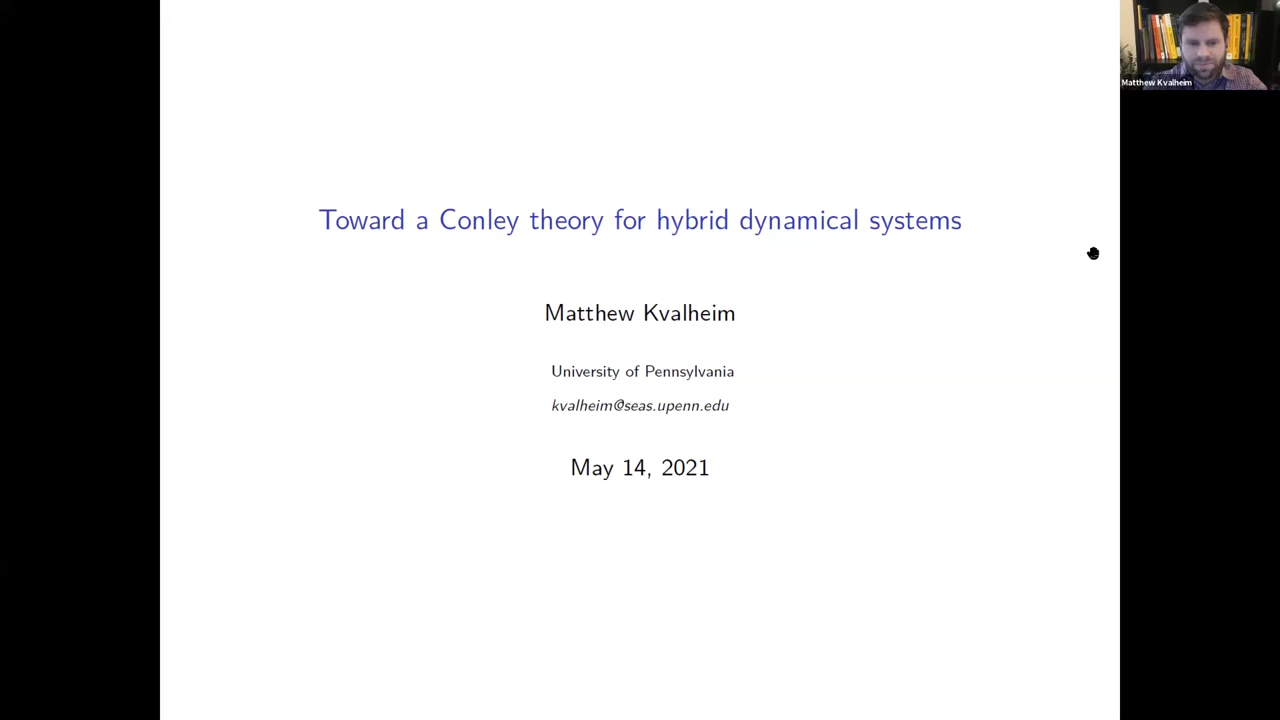 Matthew Kvalheim
Toward a Conley theory for hybrid dynamical systems
Matthew Kvalheim
University of Pennsylvania
kvalheim@seas.upenn.edu
May 14, 2021